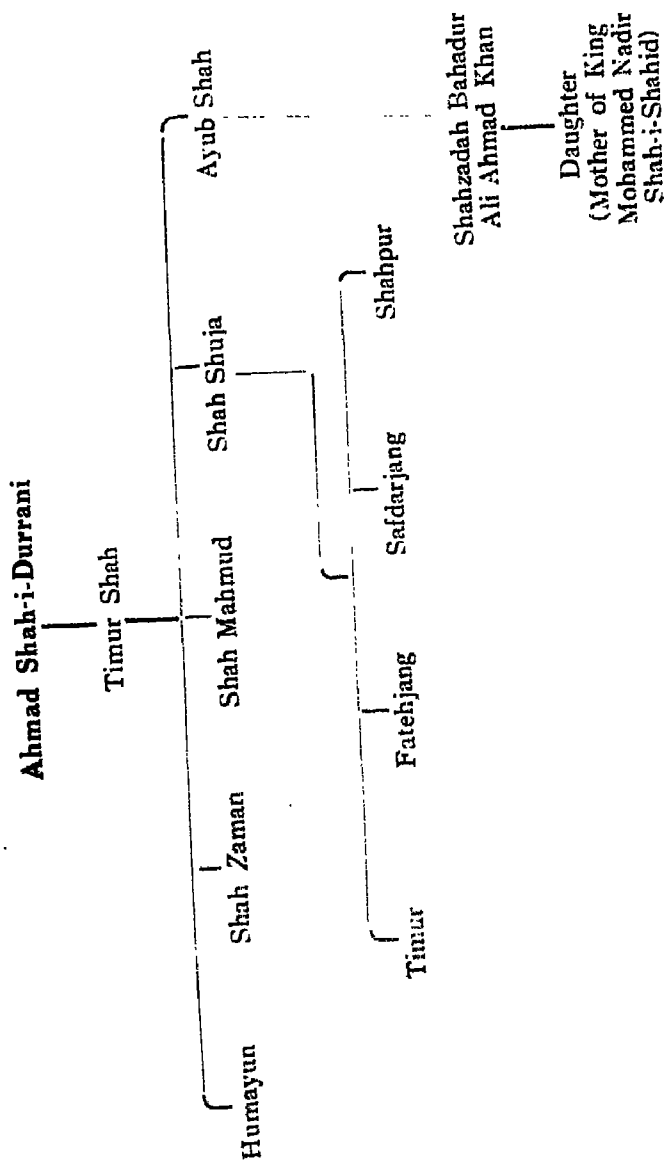 Ahmad Shah-i-Durrani
Timur Shah
Humayun
Shah Zaman
Shah Mahmud
Shah Shuja
Ayub Shah
Timur
Fatehjang
Safdarjang
Shahpur
Shahzadah Bahadur
Ali Ahmad Khan
Daughter
(Mother of King
Mohammed Nadir
Shah-i-Shahid)